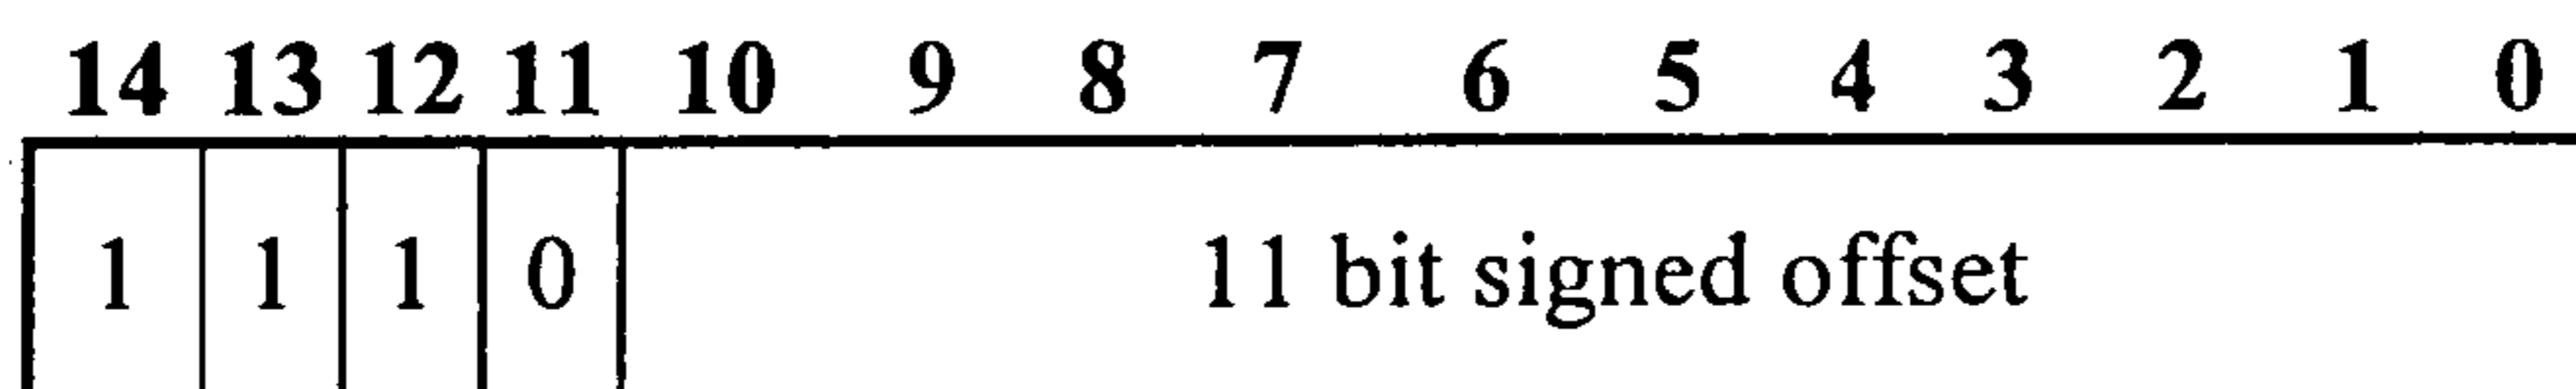 14 13 12 11 10 9 8 7 6 5 4 3 2 1 0
1 1 1 0 11 bit signed offset